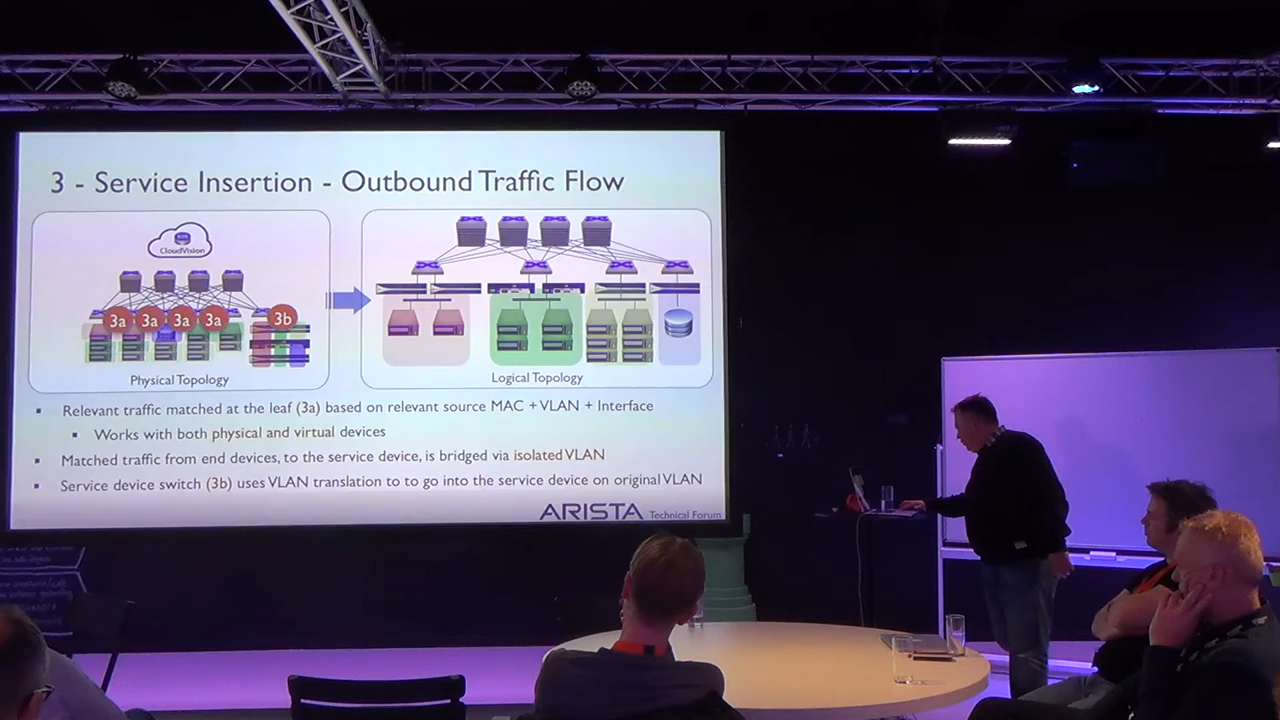 3 - Service Insertion - Outbound Traffic Flow
CloudVision
3a 3a 3a 3a 3b
Physical Topology
Logical Topology
▪ Relevant traffic matched at the leaf (3a) based on relevant source MAC + VLAN + Interface
▪ Works with both physical and virtual devices
▪ Matched traffic from end devices, to the service device, is bridged via isolated VLAN
▪ Service device switch (3b) uses VLAN translation to to go into the service device on original VLAN
ARISTA Technical Forum